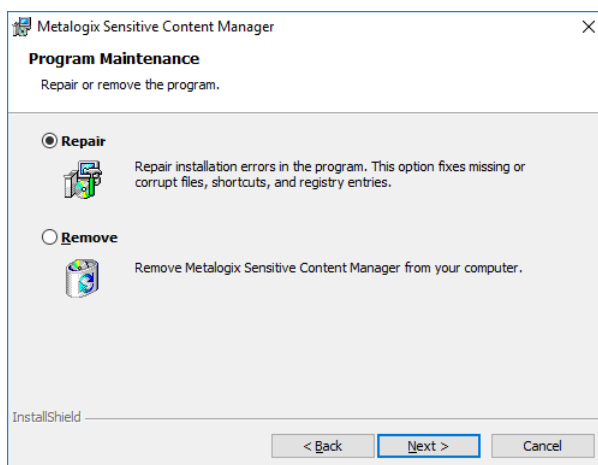 Metalogix Sensitive Content Manager
Program Maintenance
Repair or remove the program.
Repair
Repair installation errors in the program. This option fixes missing or
corrupt files, shortcuts, and registry entries.
Remove
Remove Metalogix Sensitive Content Manager from your computer.
InstallShield
< Back
Next >
Cancel